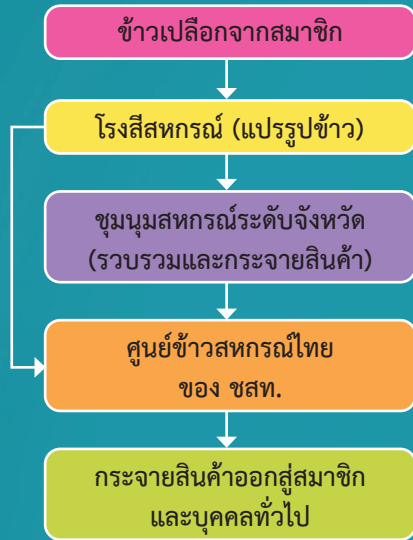 ข้าวเปลือกจากสมาชิก
โรงสีสหกรณ์ (แปรรูปข้าว)
ชุมนุมสหกรณ์ระดับจังหวัด
(รวบรวมและกระจายสินค้า)
ศูนย์ข้าวสหกรณ์ไทย
ของ ชสท.
กระจายสินค้าออกสู่สมาชิก
และบุคคลทั่วไป